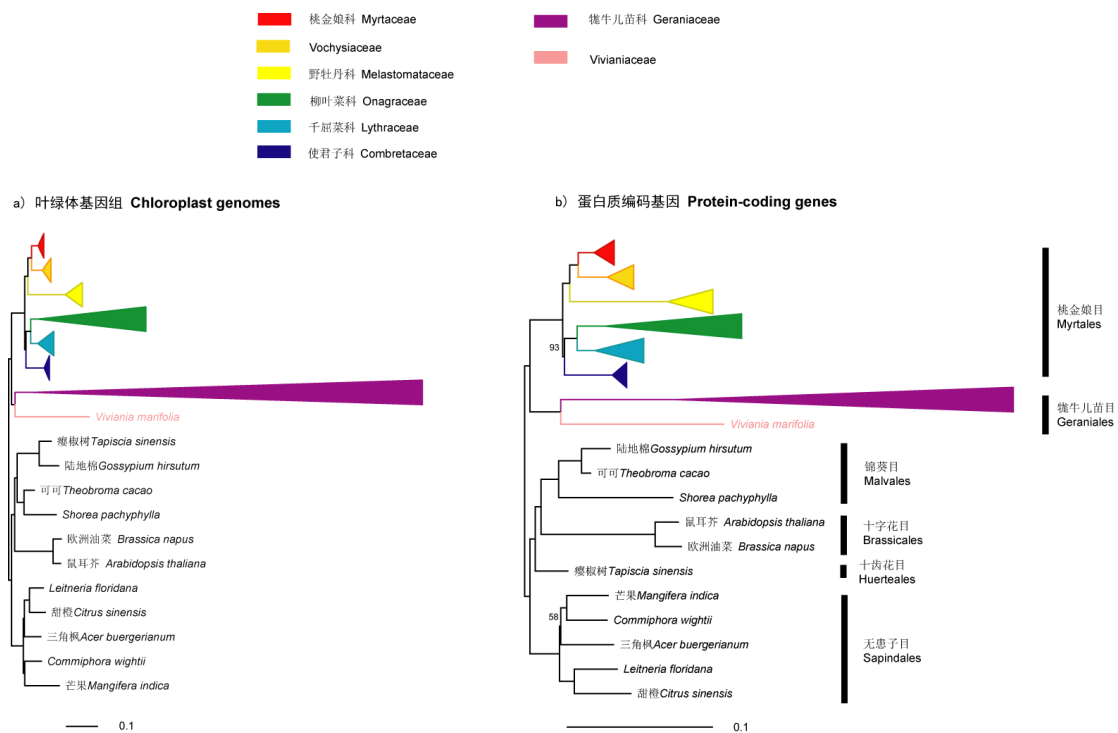 桃金娘科 Myrtaceae
Vochysiaceae
野牡丹科 Melastomataceae
柳叶菜科 Onagraceae
千屈菜科 Lythraceae
使君子科 Combretaceae
牻牛儿苗科 Geraniaceae
Vivianiaceae
a） 叶绿体基因组 Chloroplast genomes
Viviania marifolia
瘿椒树Tapiscia sinensis
陆地棉Gossypium hirsutum
可可Theobroma cacao
Shorea pachyphylla
欧洲油菜 Brassica napus
鼠耳芥 Arabidopsis thaliana
Leitneria floridana
甜橙Citrus sinensis
三角枫Acer buergerianum
Commiphora wightii
芒果Mangifera indica
0.1
b） 蛋白质编码基因 Protein-coding genes
93
Viviania marifolia
陆地棉Gossypium hirsutum
可可Theobroma cacao
Shorea pachyphylla
鼠耳芥 Arabidopsis thaliana
欧洲油菜 Brassica napus
瘿椒树Tapiscia sinensis
芒果Mangifera indica
58
Commiphora wightii
三角枫Acer buergerianum
Leitneria floridana
甜橙Citrus sinensis
0.1
桃金娘目
Myrtales
牻牛儿苗目
Geraniales
锦葵目
Malvales
十字花目
Brassicales
十齿花目
Huerteales
无患子目
Sapindales